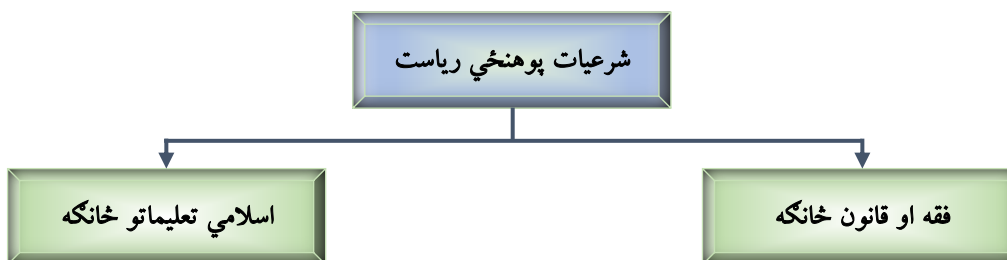 شرعیات پوهنځي ریاست
فقه او قانون څانګه
اسلامي تعلیماتو څانګه